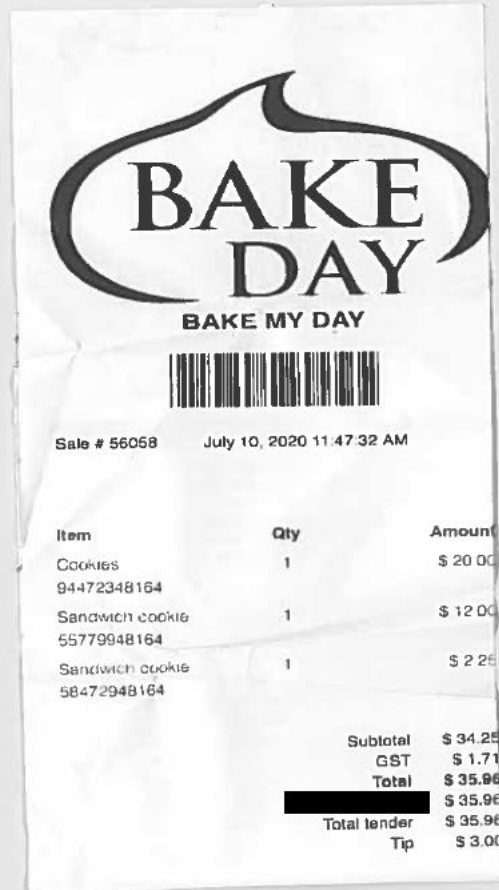 BAKE
DAY
BAKE MY DAY
Sale # 56058 July 10, 2020 11:47:32 AM
Item Qty Amount
Cookies 1 $ 20.00
94472348164
Sandwich cookie 1 $ 12.00
55779948164
Sandwich cookie 1 $ 2.25
58472948164
Subtotal $ 34.25
GST $ 1.71
Total $ 35.96
$ 35.96
Total tender $ 35.96
Tip $ 3.00